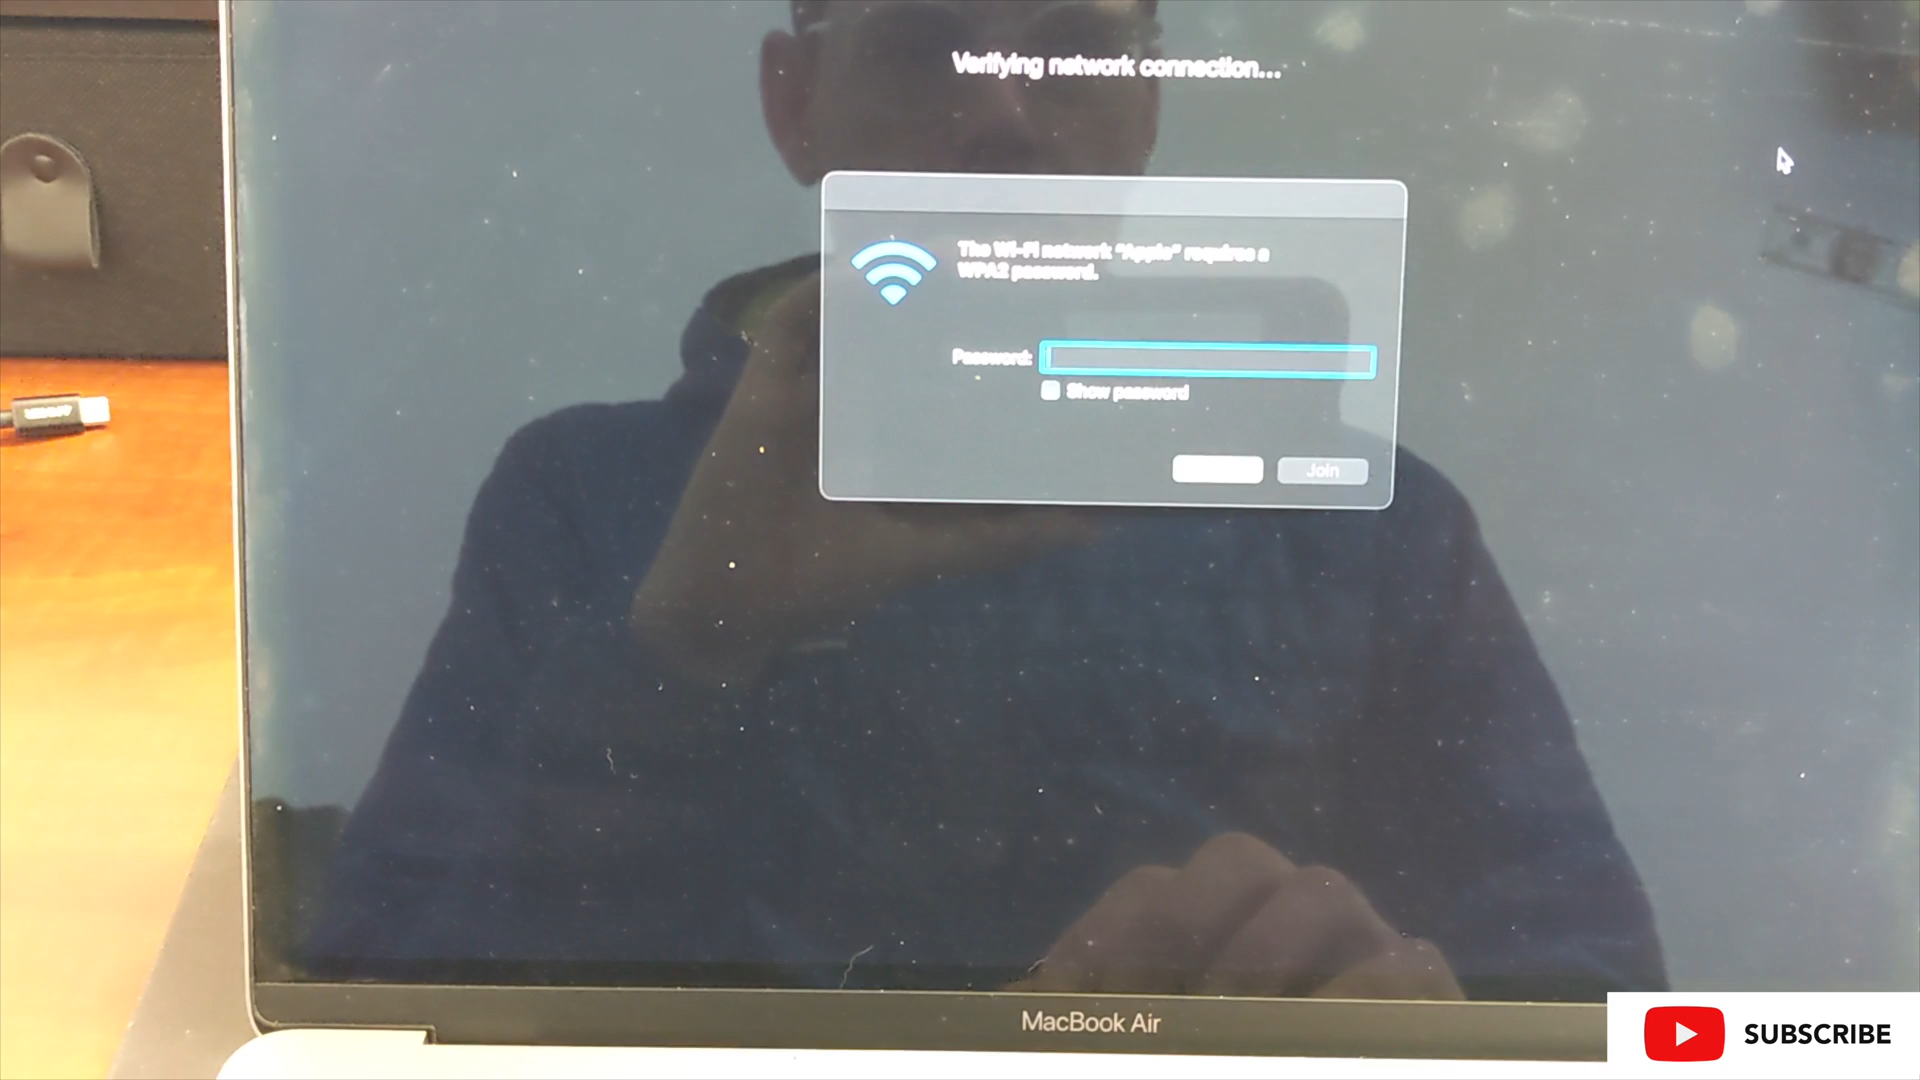 Verifying network connection...
The Wi-Fi network “Apple” requires a
WPA2 password.
Password:
Show password
Join
MacBook Air
SUBSCRIBE